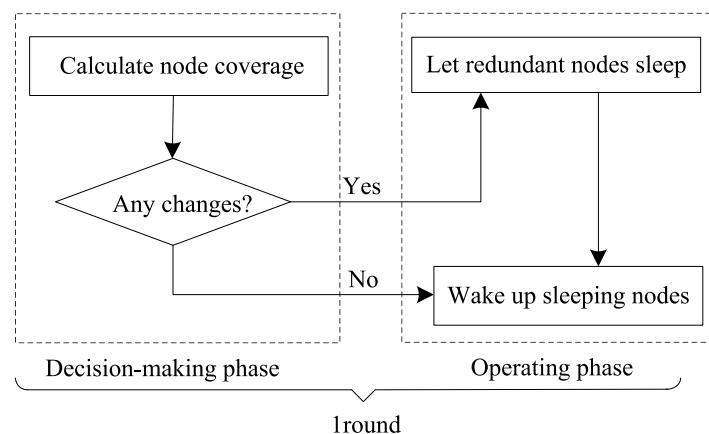 Calculate node coverage
Let redundant nodes sleep
Any changes?
Yes
No
Wake up sleeping nodes
Decision-making phase
Operating phase
1round